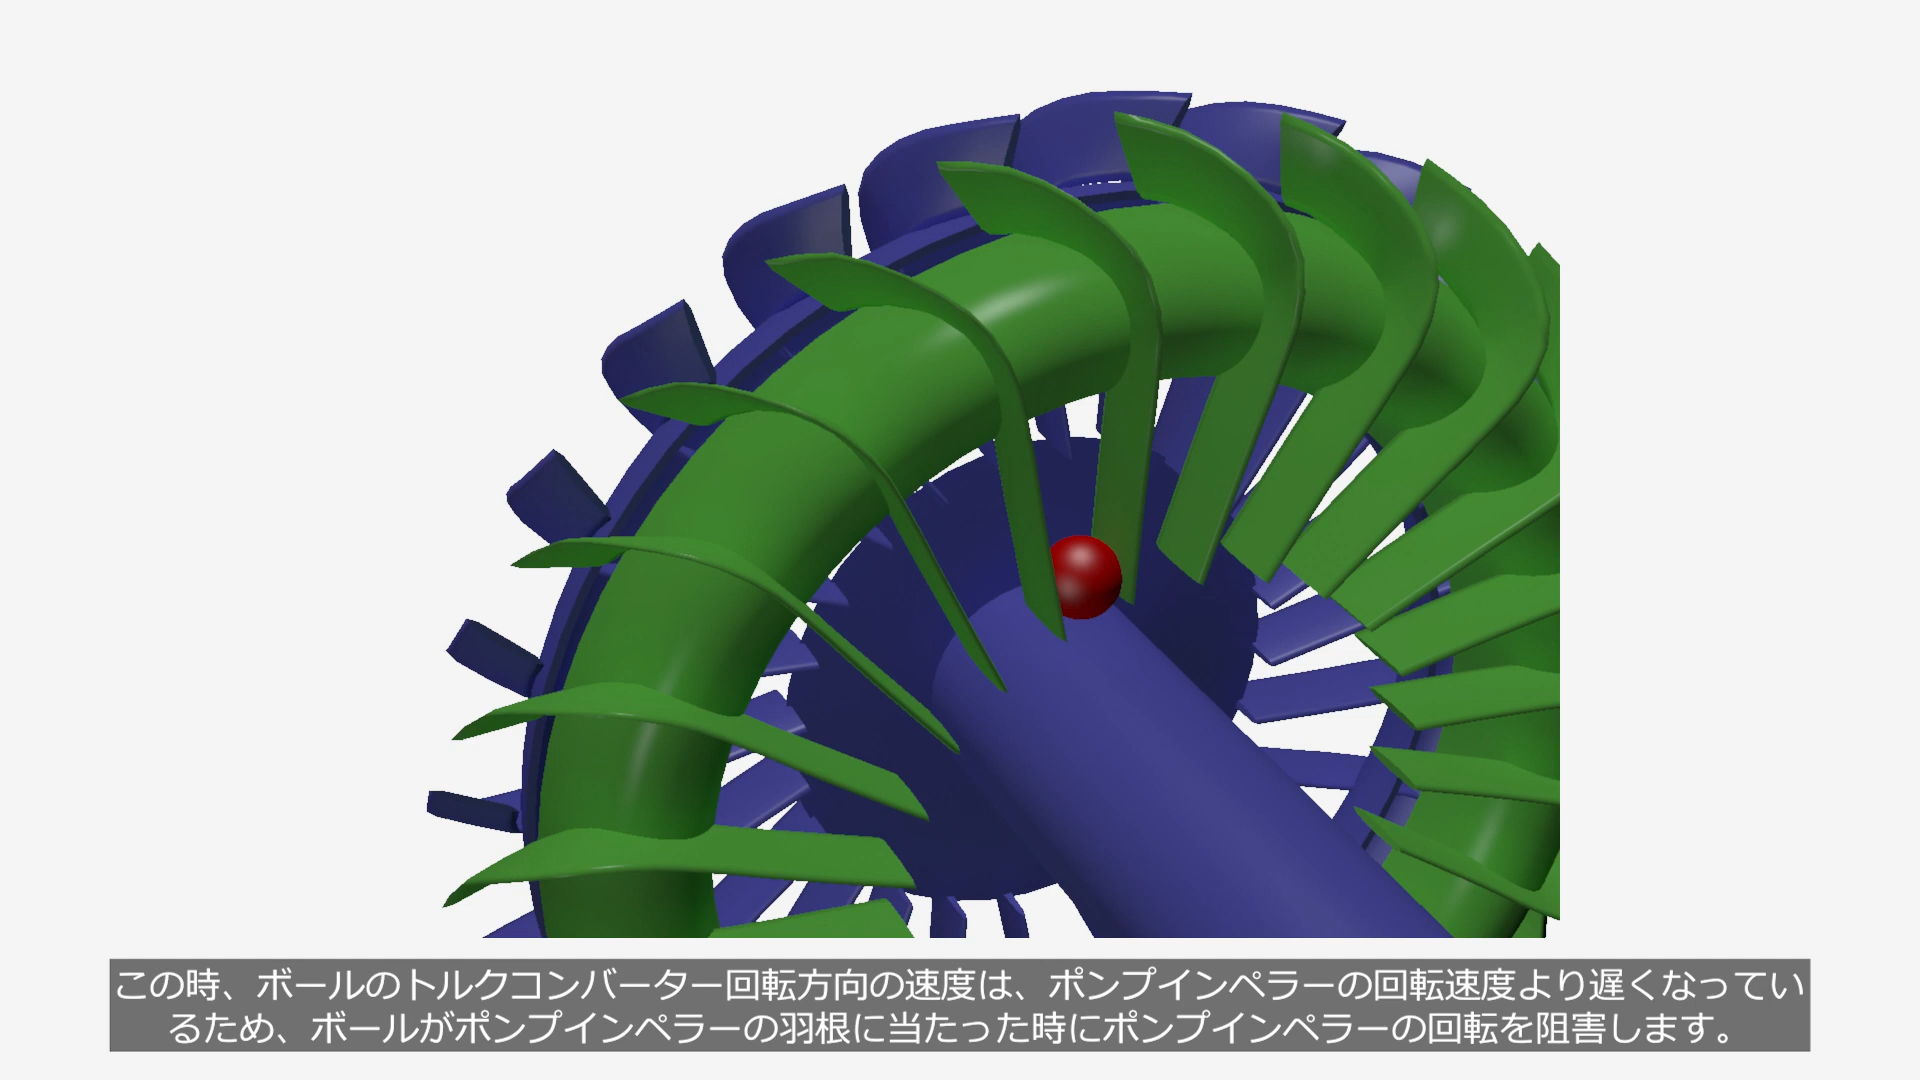 この時、ボールのトルクコンバーター回転方向の速度は、ポンプインペラーの回転速度より遅くなってい
るため、ボールがポンプインペラーの羽根に当たった時にポンプインペラーの回転を阻害します。